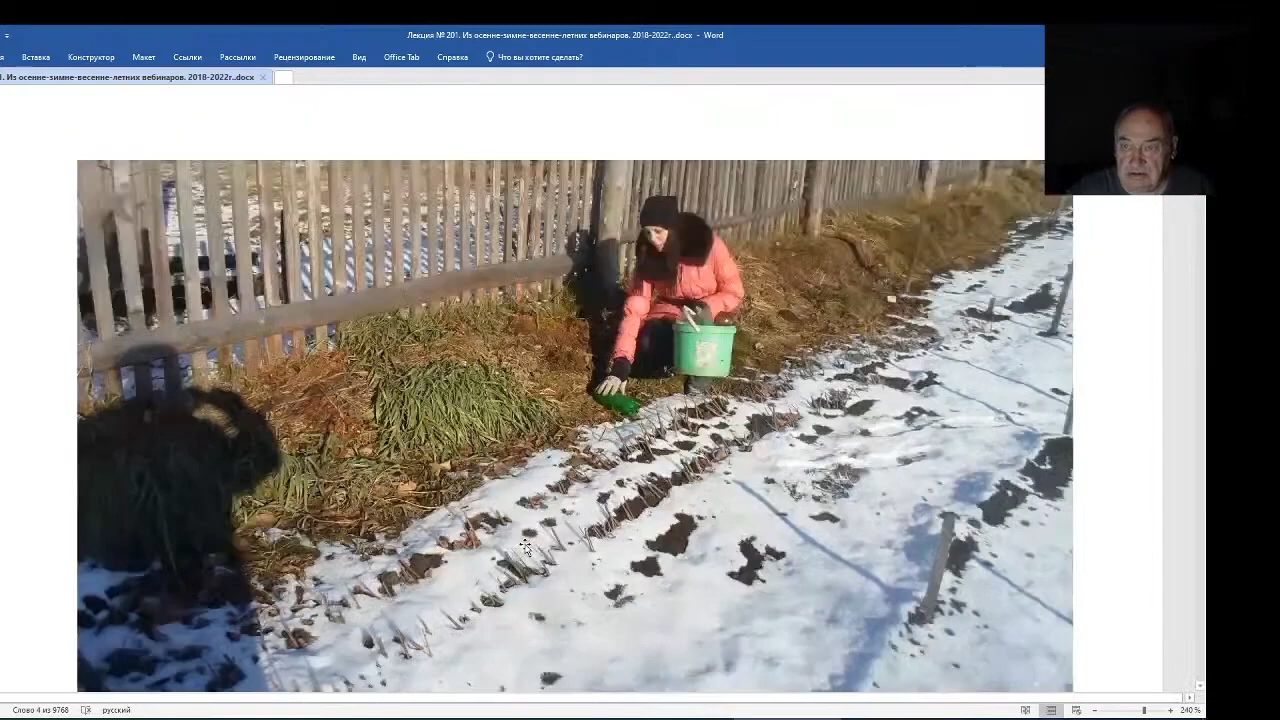 Лекция № 201. Из осенне-зимне-весенне-летних вебинаров. 2018-2022г..docx - Word
Вставка Конструктор Макет Ссылки Рассылки Рецензирование Вид Office Tab Справка Что вы хотите сделать?
1. Из осенне-зимне-весенне-летних вебинаров. 2018-2022г..docx
Слово 4 из 9768 русский 240 %